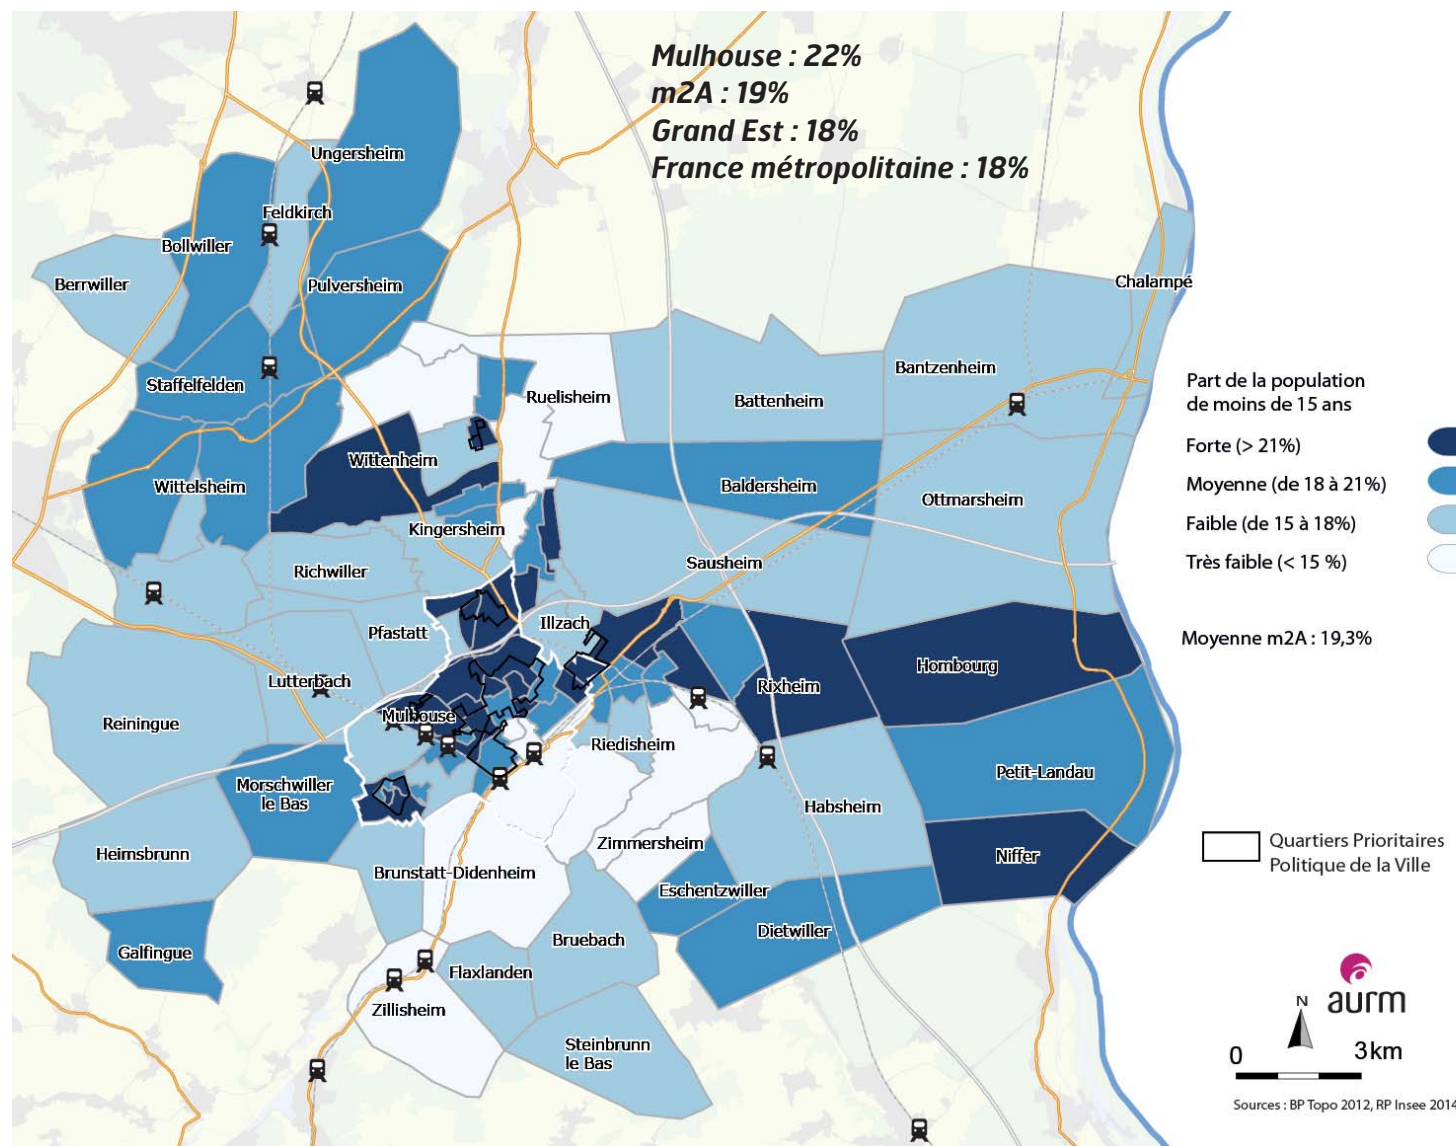 Mulhouse : 22%
m2A : 19%
Grand Est : 18%
France métropolitaine : 18%
Ungersheim
Feldkirch
Bollwiller
Berrwiller
Pulversheim
Chalampé
Staffelfelden
Ruelisheim
Battenheim
Bantzenheim
Wittenheim
Wittelsheim
Baldersheim
Ottmarsheim
Kingersheim
Richwiller
Sausheim
Pfastatt
Illzach
Hombourg
Lutterbach
Rixheim
Reiningue
Mulhouse
Riedisheim
Morschwiller
le Bas
Petit-Landau
Habsheim
Heimsbrunn
Zimmersheim
Niffer
Brunstatt-Didenheim
Eschentzwiller
Dietwiller
Galfingue
Bruebach
Flaxlanden
Zillisheim
Steinbrunn
le Bas
Part de la population
de moins de 15 ans
Forte (> 21%)
Moyenne (de 18 à 21%)
Faible (de 15 à 18%)
Très faible (< 15 %)
Moyenne m2A : 19,3%
Quartiers Prioritaires
Politique de la Ville
aurm
N
0 3km
Sources : BP Topo 2012, RP Insee 2014